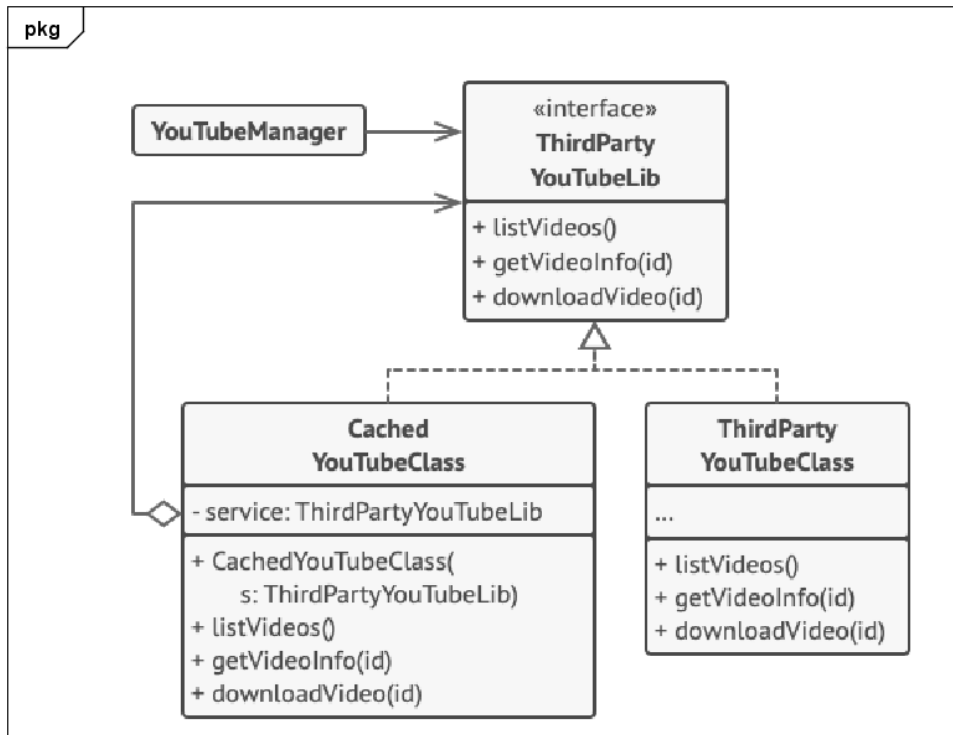 pkg
YouTubeManager
«interface»
ThirdParty
YouTubeLib
+ listVideos()
+ getVideoInfo(id)
+ downloadVideo(id)
Cached
YouTubeClass
- service: ThirdPartyYouTubeLib
+ CachedYouTubeClass(
s: ThirdPartyYouTubeLib)
+ listVideos()
+ getVideoInfo(id)
+ downloadVideo(id)
ThirdParty
YouTubeClass
...
+ listVideos()
+ getVideoInfo(id)
+ downloadVideo(id)